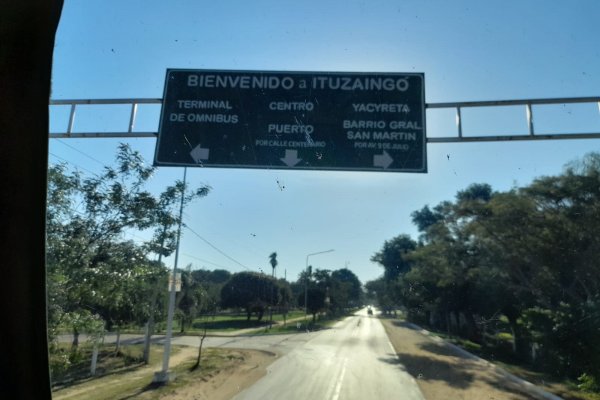 BIENVENIDO a ITUZAINGO
TERMINAL
DE OMNIBUS
CENTRO
PUERTO
POR CALLE CENTENARIO
YACYRETA
BARRIO GRAL
SAN MARTIN
POR AV. 9 DE JULIO